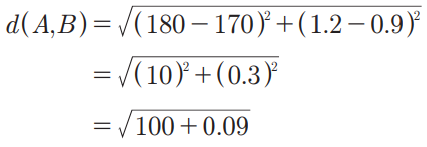 d(A,B)=√((180−170)²+(1.2−0.9)²)
=√((10)²+(0.3)²)
=√(100+0.09)